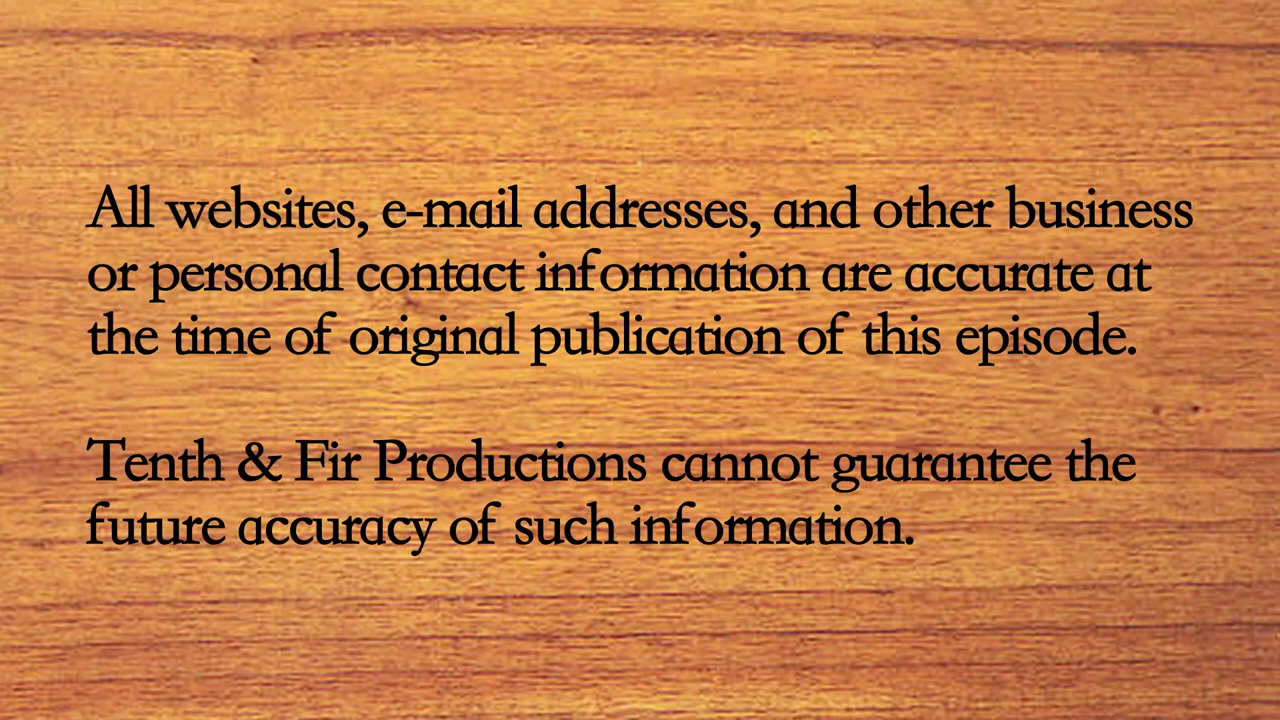 All websites, e-mail addresses, and other business
or personal contact information are accurate at
the time of original publication of this episode.
Tenth & Fir Productions cannot guarantee the
future accuracy of such information.